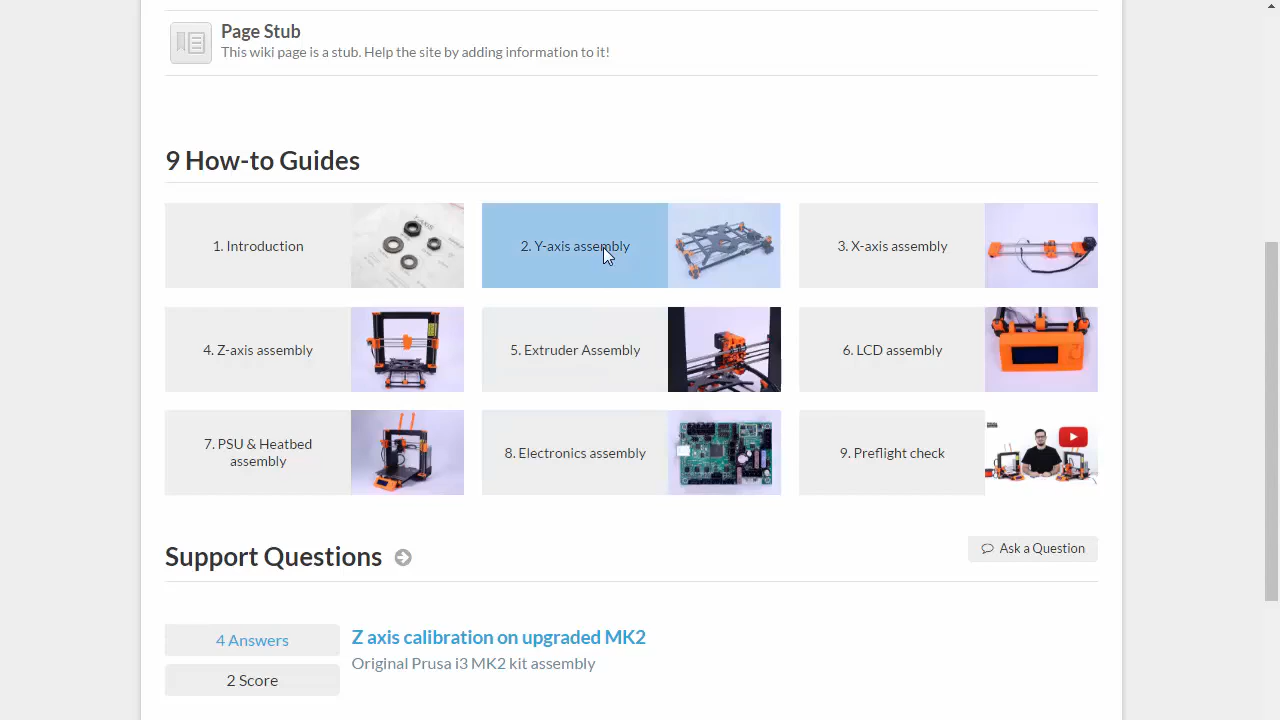 Page Stub
This wiki page is a stub. Help the site by adding information to it!
9 How-to Guides
1. Introduction
2. Y-axis assembly
3. X-axis assembly
4. Z-axis assembly
5. Extruder Assembly
6. LCD assembly
7. PSU & Heatbed
assembly
8. Electronics assembly
9. Preflight check
Support Questions
Ask a Question
4 Answers
Z axis calibration on upgraded MK2
Original Prusa i3 MK2 kit assembly
2 Score